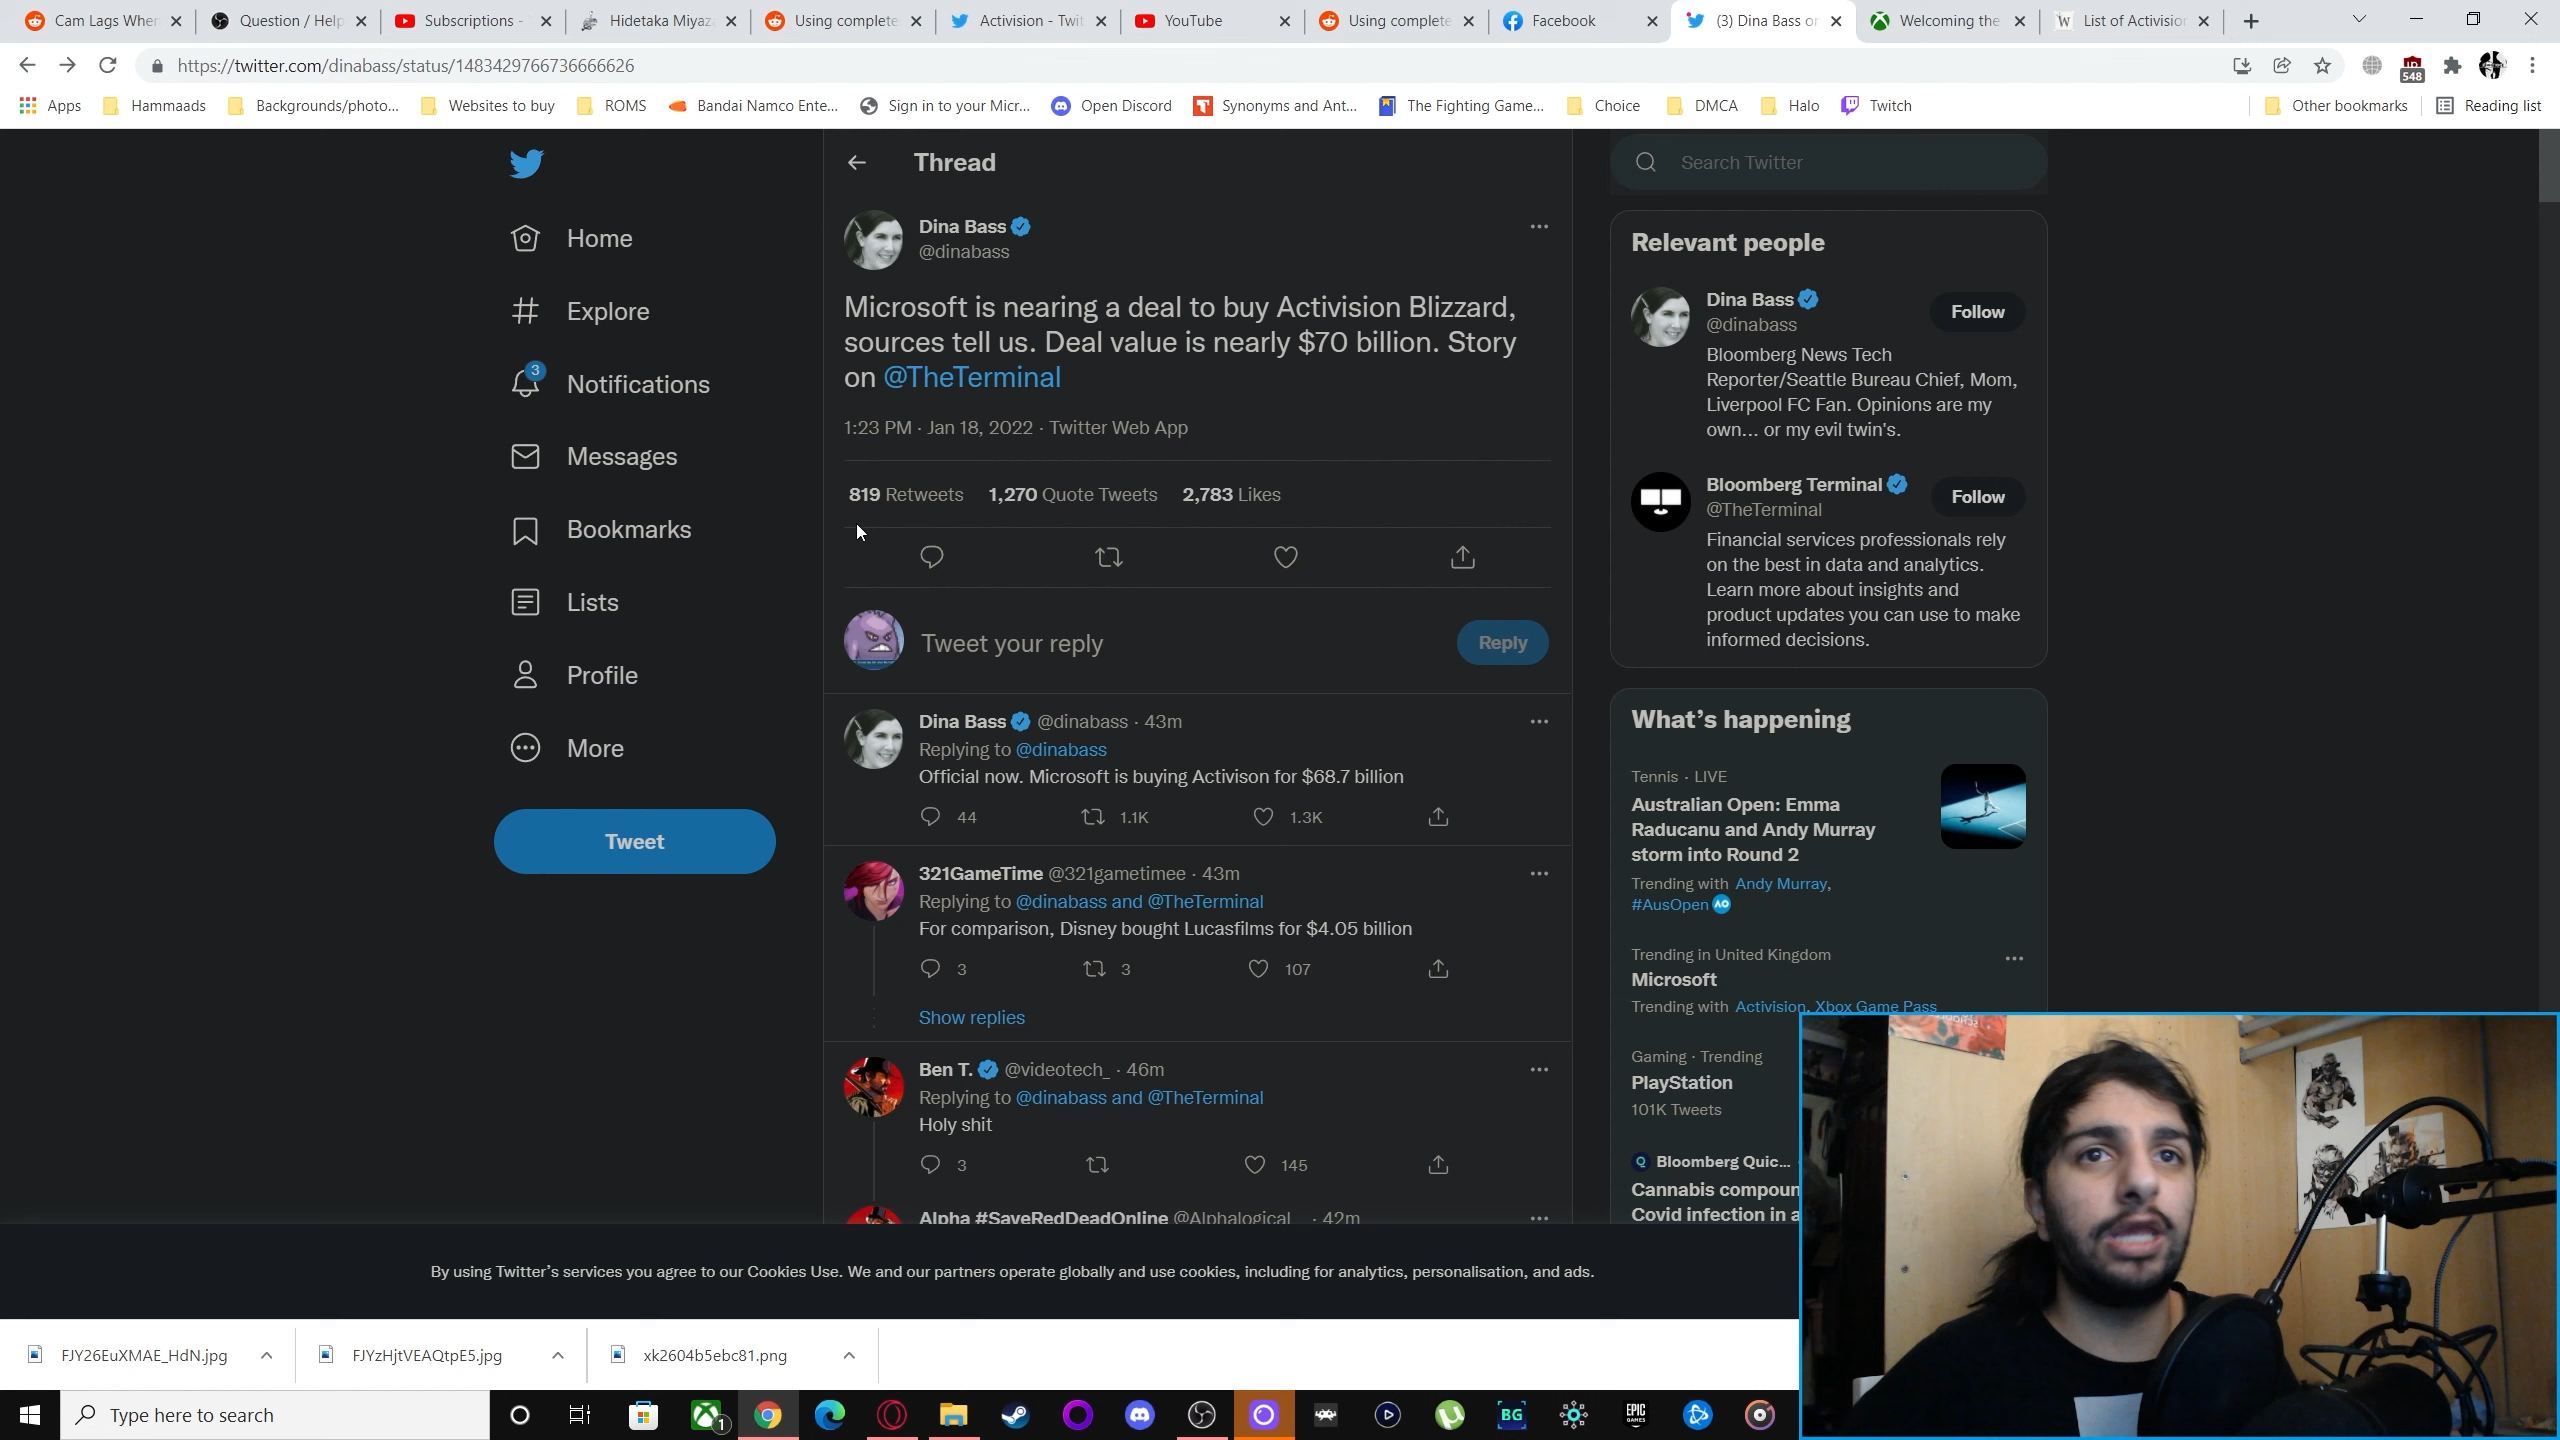 Cam Lags When
Question / Help
Subscriptions -
Hidetaka Miyaz
Using complete
Activision - Twit
YouTube
Using complete
Facebook
(3) Dina Bass on
Welcoming the
List of Activision
https://twitter.com/dinabass/status/1483429766736666626
548
Apps
Hammaads
Backgrounds/photo...
Websites to buy
ROMS
Bandai Namco Ente...
Sign in to your Micr...
Open Discord
Synonyms and Ant...
The Fighting Game...
Choice
DMCA
Halo
Twitch
Other bookmarks
Reading list
Home
Explore
3
Notifications
Messages
Bookmarks
Lists
Profile
More
Tweet
Thread
Dina Bass
@dinabass
Microsoft is nearing a deal to buy Activision Blizzard,
sources tell us. Deal value is nearly $70 billion. Story
on @TheTerminal
1:23 PM · Jan 18, 2022 · Twitter Web App
819 Retweets 1,270 Quote Tweets 2,783 Likes
Tweet your reply
Reply
Dina Bass @dinabass · 43m
Replying to @dinabass
Official now. Microsoft is buying Activison for $68.7 billion
44 1.1K 1.3K
321GameTime @321gametimee · 43m
Replying to @dinabass and @TheTerminal
For comparison, Disney bought Lucasfilms for $4.05 billion
3 3 107
Show replies
Ben T. @videotech_ · 46m
Replying to @dinabass and @TheTerminal
Holy shit
3 145
Alpha #SaveRedDeadOnline @Alphalogical_ · 42m
Search Twitter
Relevant people
Dina Bass
@dinabass
Follow
Bloomberg News Tech
Reporter/Seattle Bureau Chief, Mom,
Liverpool FC Fan. Opinions are my
own... or my evil twin's.
Bloomberg Terminal
@TheTerminal
Follow
Financial services professionals rely
on the best in data and analytics.
Learn more about insights and
product updates you can use to make
informed decisions.
What's happening
Tennis · LIVE
Australian Open: Emma
Raducanu and Andy Murray
storm into Round 2
Trending with Andy Murray,
#AusOpen AO
Trending in United Kingdom
Microsoft
Trending with Activision, Xbox Game Pass
Gaming · Trending
PlayStation
101K Tweets
Bloomberg Quic...
Cannabis compoun
Covid infection in a
By using Twitter's services you agree to our Cookies Use. We and our partners operate globally and use cookies, including for analytics, personalisation, and ads.
FJY26EuXMAE_HdN.jpg
FJYzHjtVEAQtpE5.jpg
xk2604b5ebc81.png
Type here to search
1
BG
EPIC
GAMES